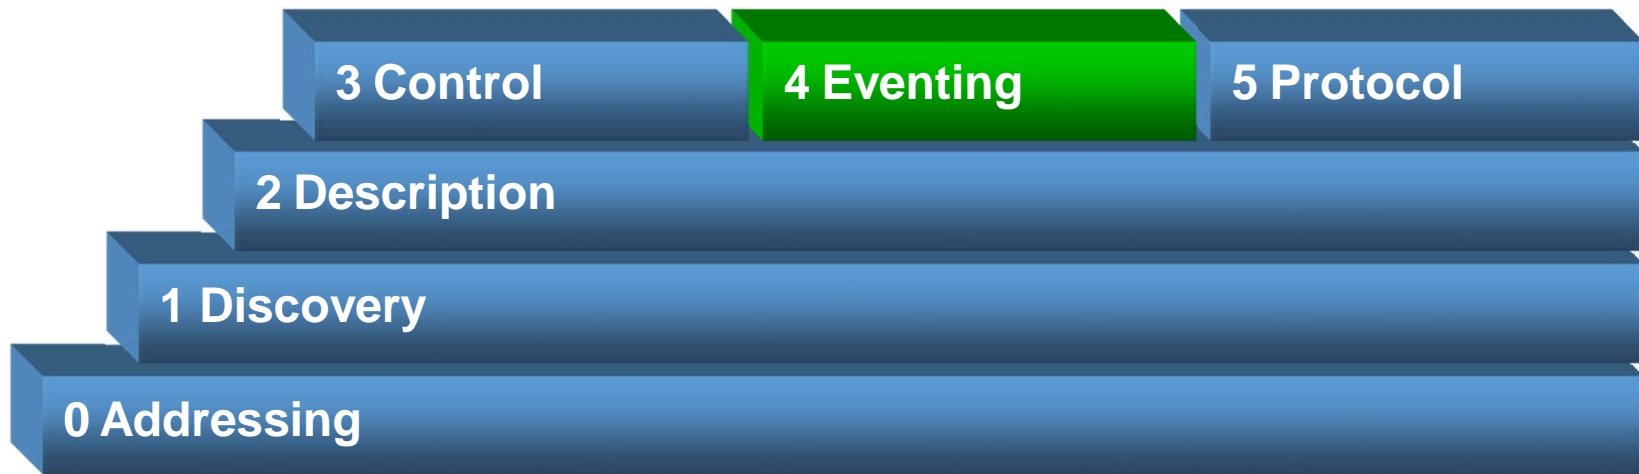 3 Control 4 Eventing 5 Protocol
2 Description
1 Discovery
0 Addressing